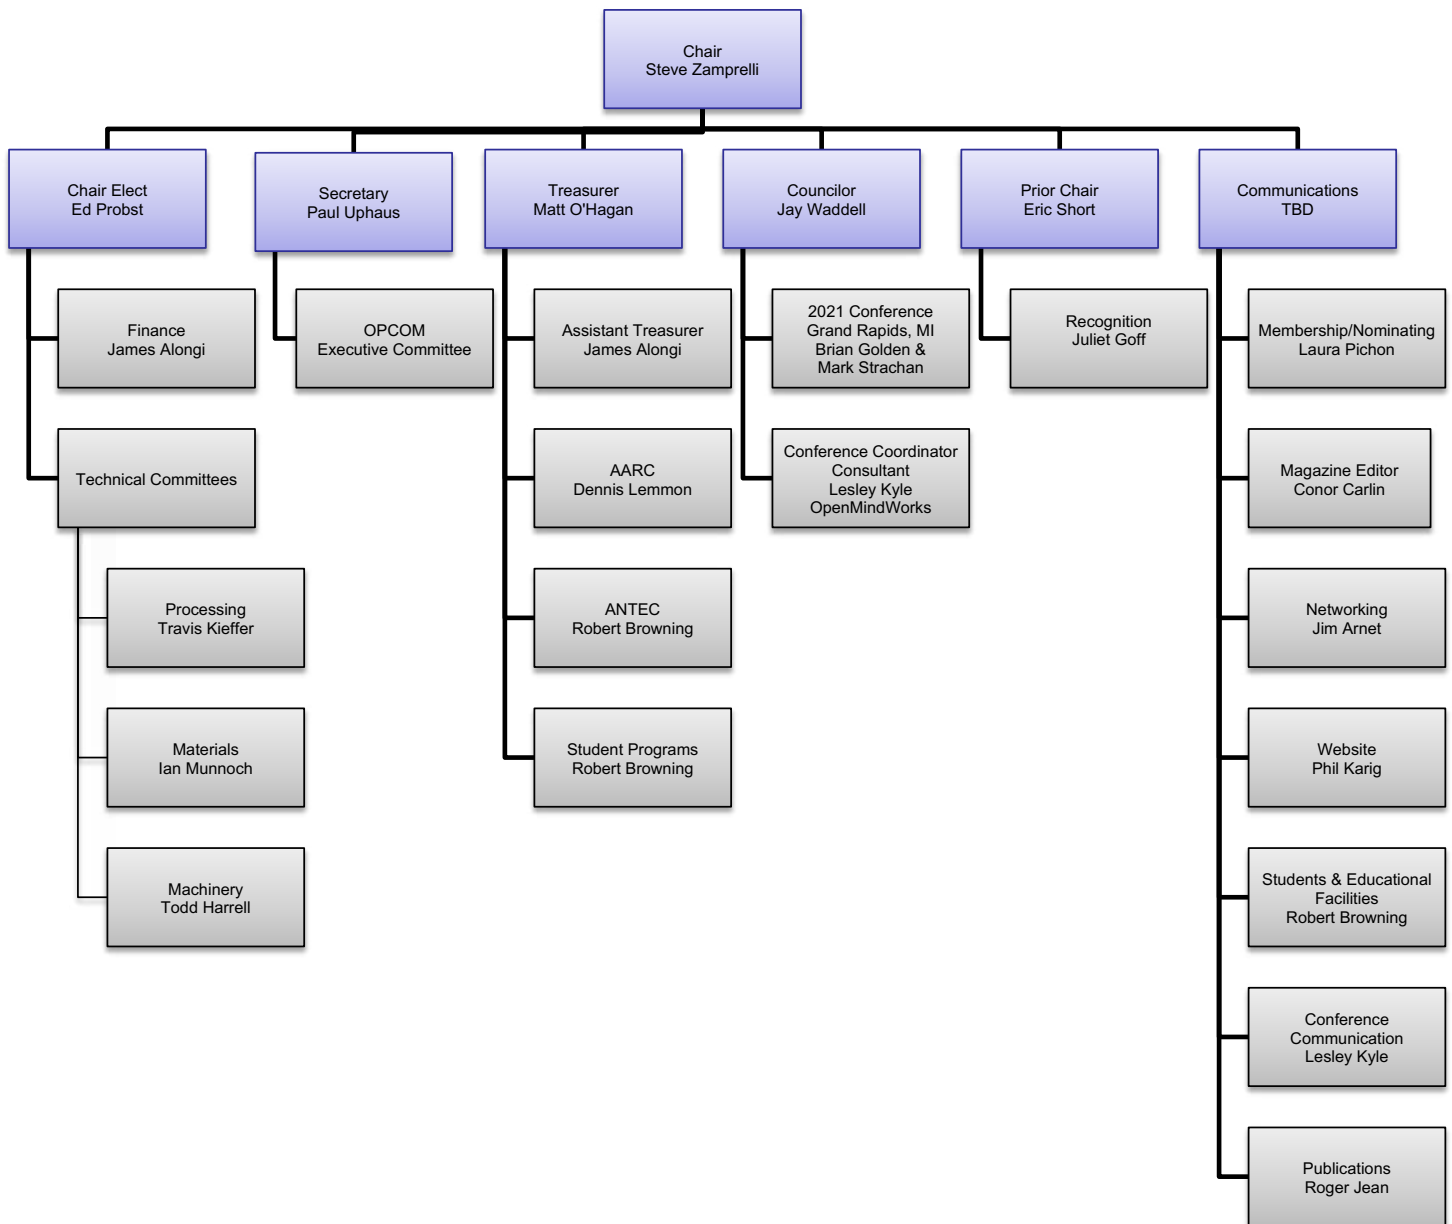 Chair
Steve Zamprelli
Chair Elect
Ed Probst
Secretary
Paul Uphaus
Treasurer
Matt O'Hagan
Councilor
Jay Waddell
Prior Chair
Eric Short
Communications
TBD
Finance
James Alongi
Technical Committees
Processing
Travis Kieffer
Materials
Ian Munnoch
Machinery
Todd Harrell
OPCOM
Executive Committee
Assistant Treasurer
James Alongi
AARC
Dennis Lemmon
ANTEC
Robert Browning
Student Programs
Robert Browning
2021 Conference
Grand Rapids, MI
Brian Golden &
Mark Strachan
Conference Coordinator
Consultant
Lesley Kyle
OpenMindWorks
Recognition
Juliet Goff
Membership/Nominating
Laura Pichon
Magazine Editor
Conor Carlin
Networking
Jim Arnet
Website
Phil Karig
Students & Educational
Facilities
Robert Browning
Conference
Communication
Lesley Kyle
Publications
Roger Jean